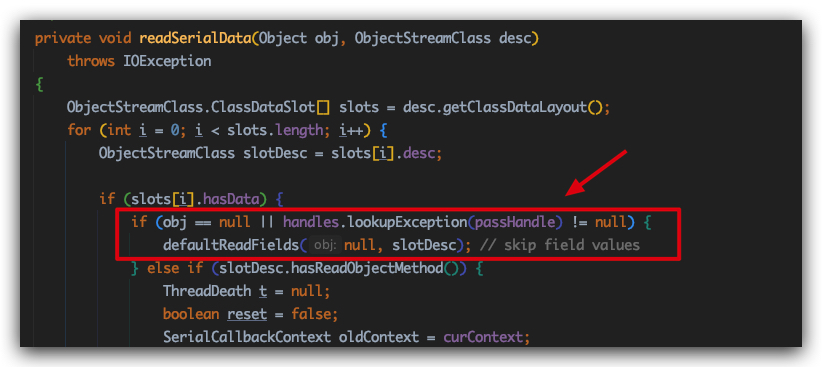 private void readSerialData(Object obj, ObjectStreamClass desc)
throws IOException
{
ObjectStreamClass.ClassDataSlot[] slots = desc.getClassDataLayout();
for (int i = 0; i < slots.length; i++) {
ObjectStreamClass slotDesc = slots[i].desc;
if (slots[i].hasData) {
if (obj == null || handles.lookupException(passHandle) != null) {
defaultReadFields( obj: null, slotDesc); // skip field values
} else if (slotDesc.hasReadObjectMethod()) {
ThreadDeath t = null;
boolean reset = false;
SerialCallbackContext oldContext = curContext;